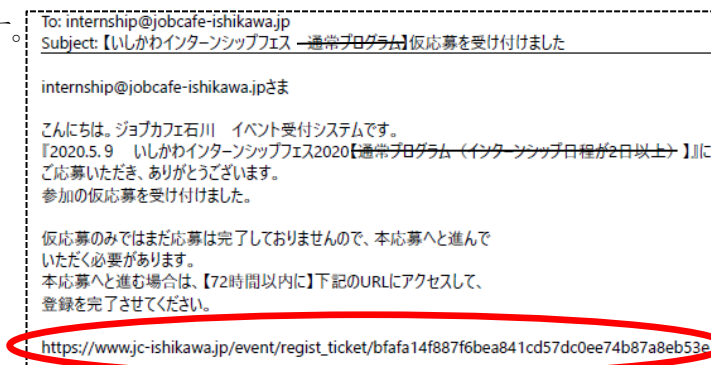 To: internship@jobcafe-ishikawa.jp
Subject: 【いしかわインターンシップフェス －通常プログラム】仮応募を受け付けました
internship@jobcafe-ishikawa.jpさま
こんにちは。ジョブカフェ石川　イベント受付システムです。
『2020.5.９　いしかわインターンシップフェス2020【通常プログラム（インターンシップ日程が2日以上）】』に
ご応募いただき、ありがとうございます。
参加の仮応募を受け付けました。
仮応募のみではまだ応募は完了しておりませんので、本応募へと進んで
いただく必要があります。
本応募へと進む場合は、【72時間以内に】下記のURLにアクセスして、
登録を完了させてください。
https://www.jc-ishikawa.jp/event/regist_ticket/bfafa14f887f6bea841cd57dc0ee74b87a8eb53e